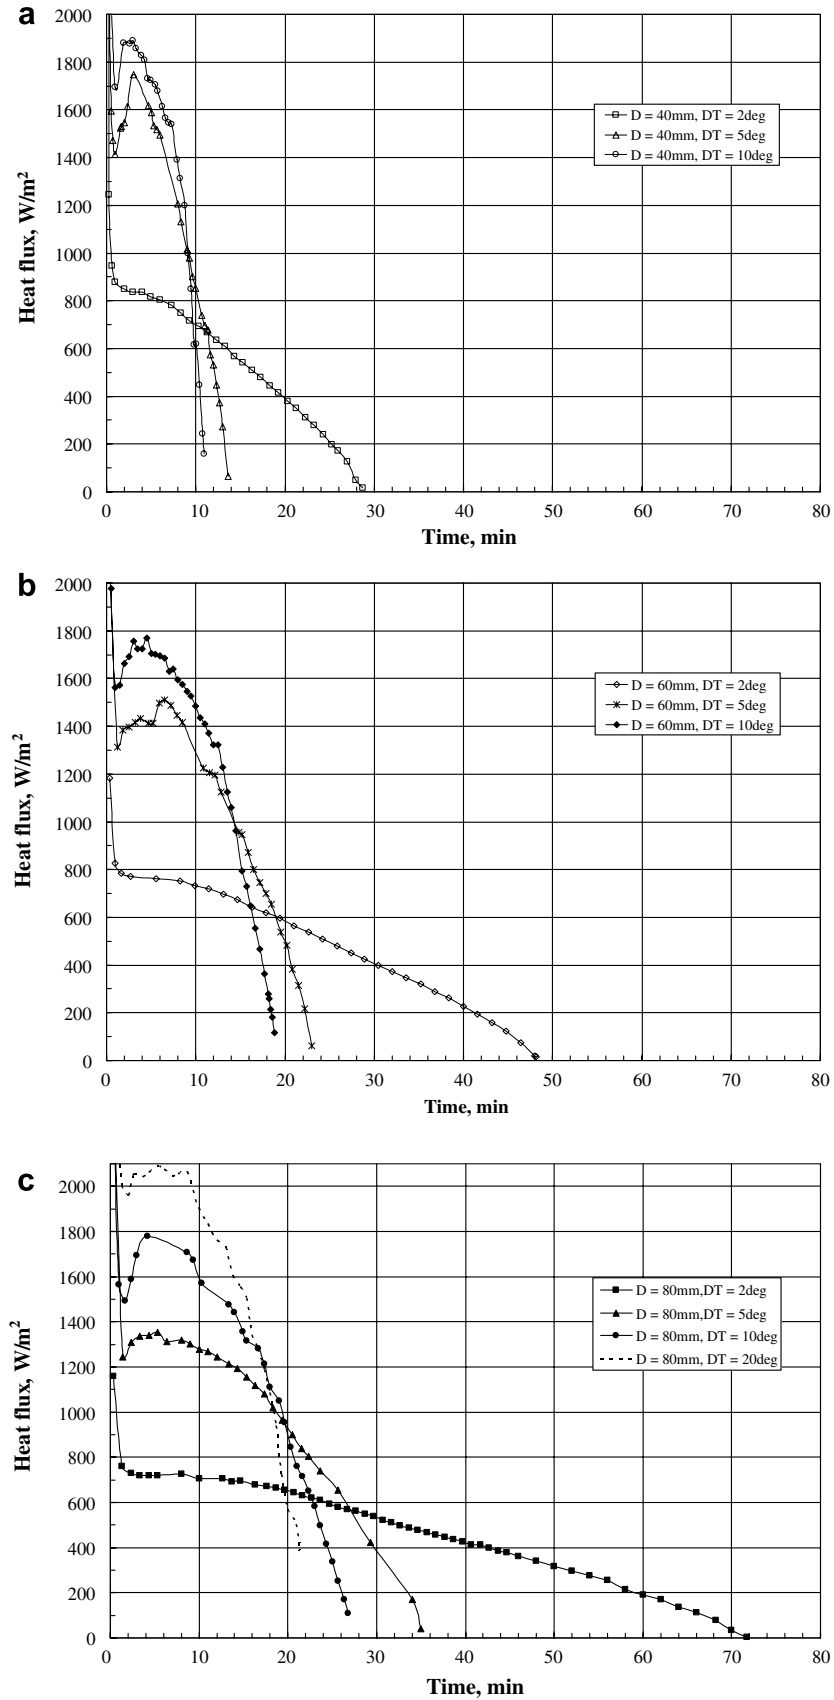 a
2000
1800
1600
1400
1200
1000
800
600
400
200
0
Heat flux, W/m²
D = 40mm, DT = 2deg
D = 40mm, DT = 5deg
D = 40mm, DT = 10deg
0 10 20 30 40 50 60 70 80
Time, min
b
2000
1800
1600
1400
1200
1000
800
600
400
200
0
Heat flux, W/m²
D = 60mm, DT = 2deg
D = 60mm, DT = 5deg
D = 60mm, DT = 10deg
0 10 20 30 40 50 60 70 80
Time, min
c
2000
1800
1600
1400
1200
1000
800
600
400
200
0
Heat flux, W/m²
D = 80mm,DT = 2deg
D = 80mm,DT = 5deg
D = 80mm, DT = 10deg
D = 80mm, DT = 20deg
0 10 20 30 40 50 60 70 80
Time, min